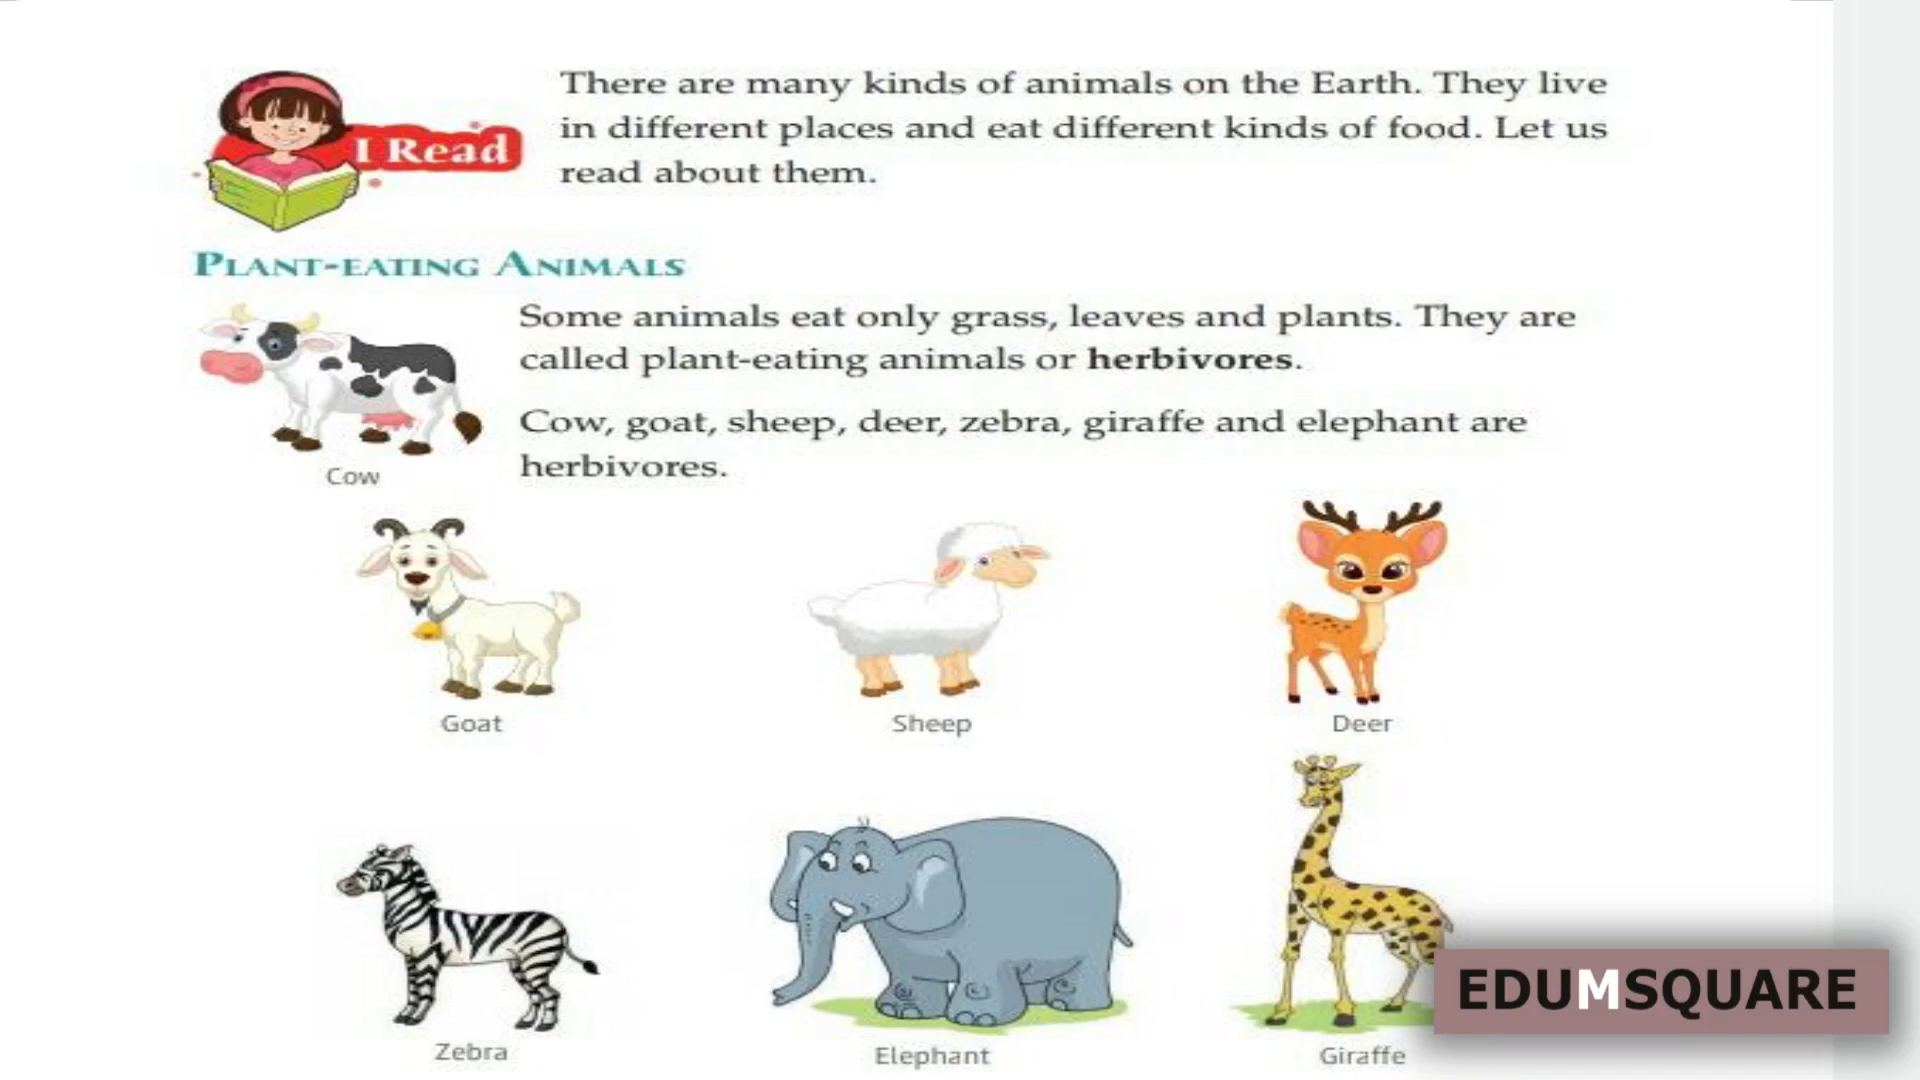 There are many kinds of animals on the Earth. They live
in different places and eat different kinds of food. Let us
read about them.
I Read
PLANT-EATING ANIMALS
Some animals eat only grass, leaves and plants. They are
called plant-eating animals or herbivores.
Cow, goat, sheep, deer, zebra, giraffe and elephant are
herbivores.
Cow
Goat
Sheep
Deer
Zebra
Elephant
Giraffe
EDUMSQUARE